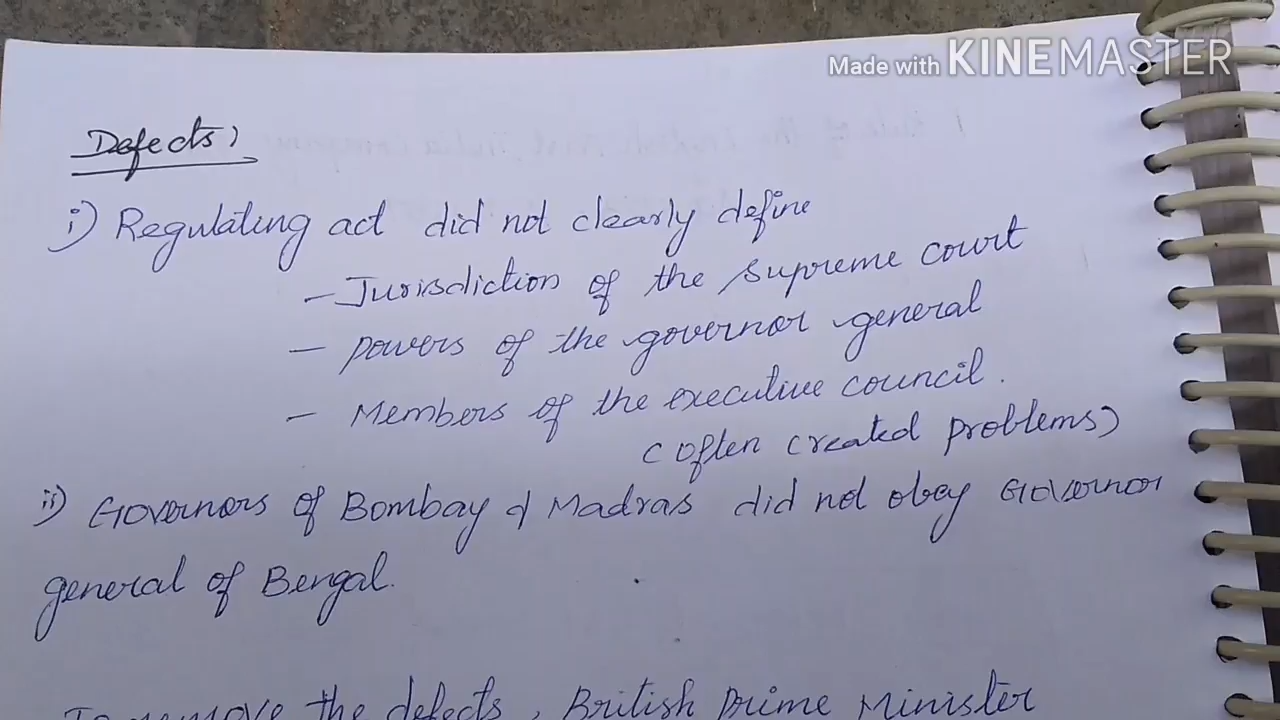 Made with KINEMASTER
Defects:
i) Regulating act did not clearly define
- Jurisdiction of the Supreme court
- powers of the governor general
- Members of the executive council.
(often created problems)
ii) Governors of Bombay & Madras did not obey Governor
general of Bengal.
To remove the defects, British prime Minister